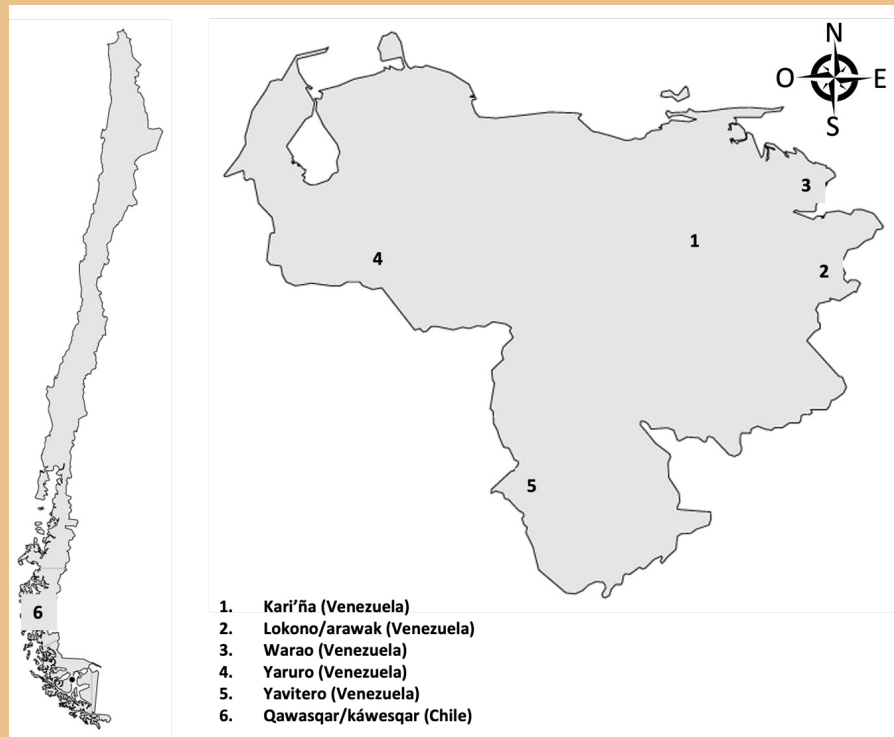 N
O E
S
3
1
4
2
5
6
1. Kari'ña (Venezuela)
2. Lokono/arawak (Venezuela)
3. Warao (Venezuela)
4. Yaruro (Venezuela)
5. Yavitero (Venezuela)
6. Qawasqar/káwesqar (Chile)